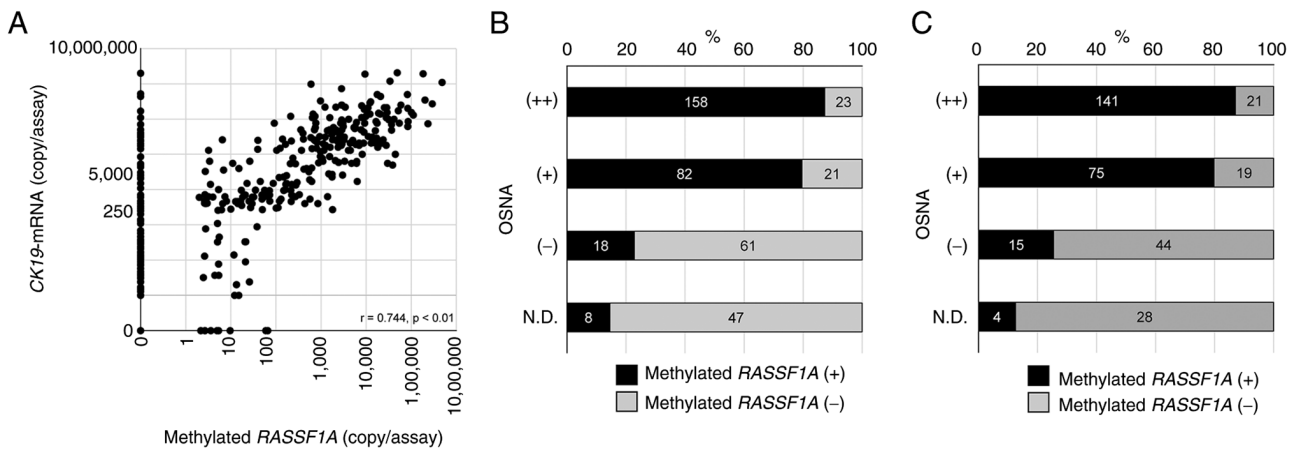 A
CK19-mRNA (copy/assay)
10,000,000
5,000
250
0
r = 0.744, p < 0.01
0
1
10
100
1,000
10,000
1,00,000
10,00,000
Methylated RASSF1A (copy/assay)
B
%
0 20 40 60 80 100
OSNA
(++) 158 23
(+) 82 21
(−) 18 61
N.D. 8 47
Methylated RASSF1A (+)
Methylated RASSF1A (−)
C
%
0 20 40 60 80 100
OSNA
(++) 141 21
(+) 75 19
(−) 15 44
N.D. 4 28
Methylated RASSF1A (+)
Methylated RASSF1A (−)